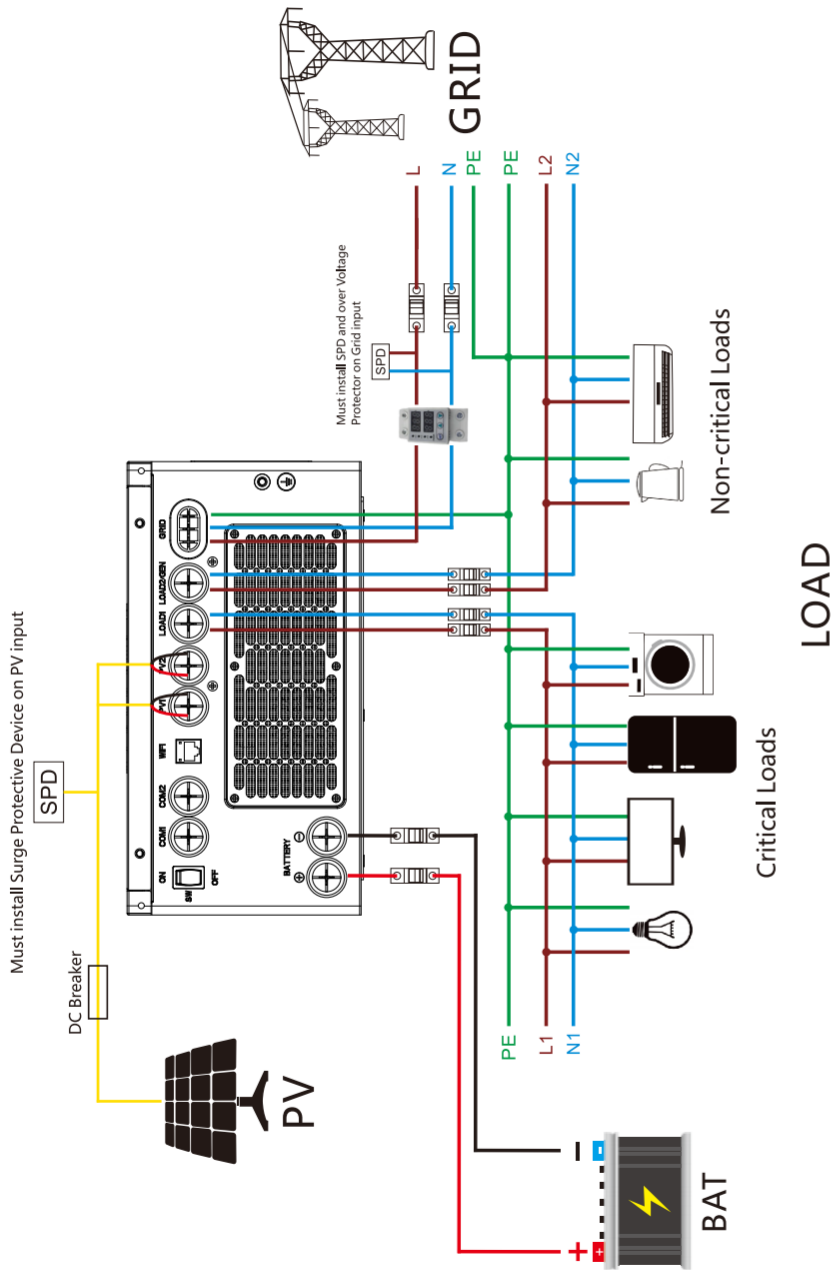 Must install Surge Protective Device on PV input
SPD
DC Breaker
PV
ON
SW
OFF
COM1
COM2
WIFI
PV1
PV2
LOAD1
LOAD2/GEN
GRID
BATTERY
+
-
Must install SPD and over Voltage
Protector on Grid input
SPD
GRID
L
N
PE
PE
L2
N2
PE
L1
N1
+
-
+
-
BAT
Critical Loads
Non-critical Loads
LOAD